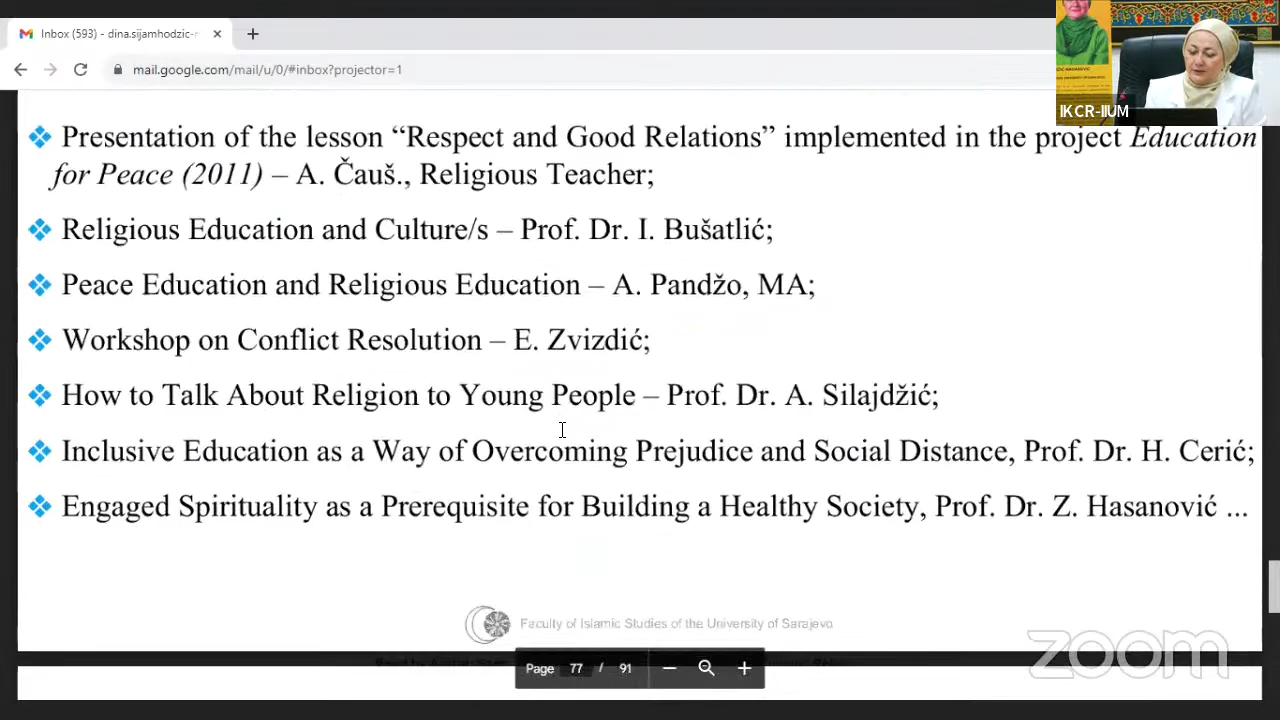 Inbox (593) - dina.sijamhodzic-
mail.google.com/mail/u/0/#inbox?projector=1
IKCR-IIUM
Presentation of the lesson “Respect and Good Relations” implemented in the project Education
for Peace (2011) – A. Čauš., Religious Teacher;
Religious Education and Culture/s – Prof. Dr. I. Bušatlić;
Peace Education and Religious Education – A. Pandžo, MA;
Workshop on Conflict Resolution – E. Zvizdić;
How to Talk About Religion to Young People – Prof. Dr. A. Silajdžić;
Inclusive Education as a Way of Overcoming Prejudice and Social Distance, Prof. Dr. H. Cerić;
Engaged Spirituality as a Prerequisite for Building a Healthy Society, Prof. Dr. Z. Hasanović ...
Faculty of Islamic Studies of the University of Sarajevo
zoom
Page 77 / 91